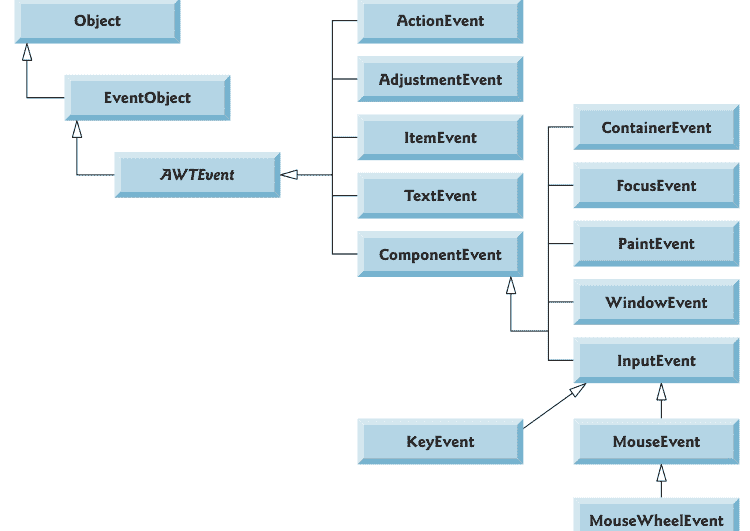 Object
ActionEvent
EventObject
AdjustmentEvent
ItemEvent
ContainerEvent
AWTEvent
TextEvent
FocusEvent
ComponentEvent
PaintEvent
WindowEvent
InputEvent
KeyEvent
MouseEvent
MouseWheelEvent